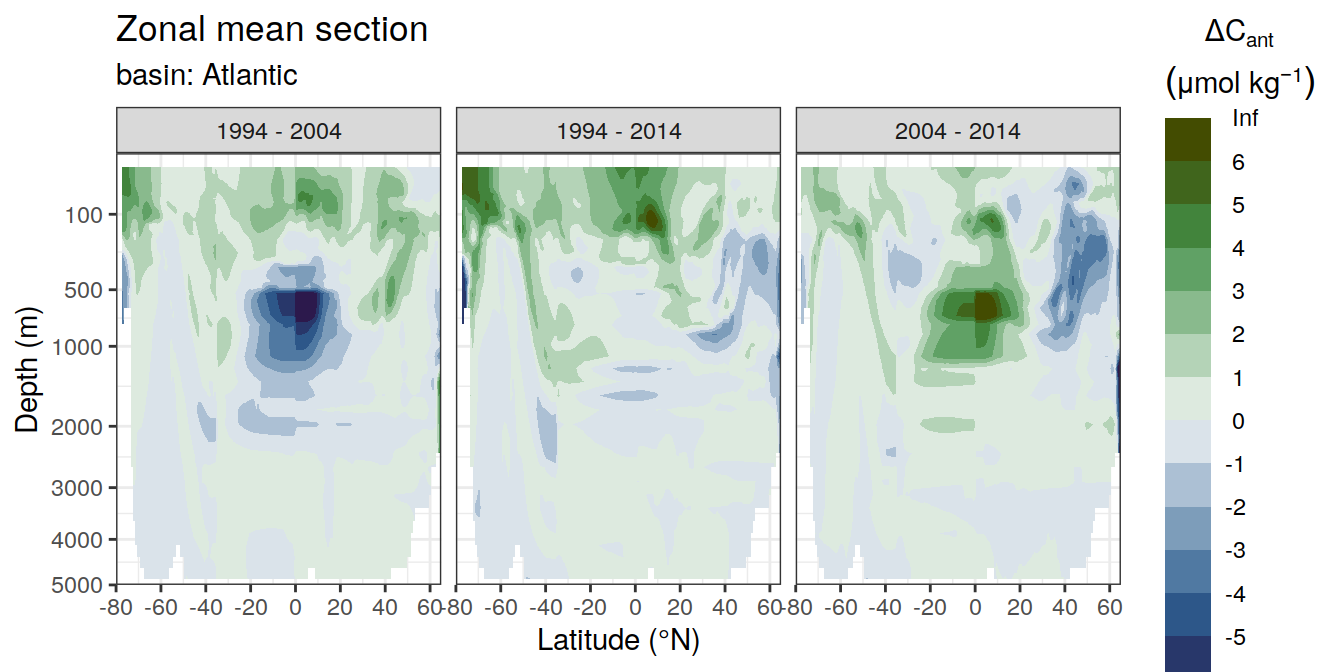 Zonal mean section
basin: Atlantic
ΔCant
(μmol kg⁻¹)
1994 - 2004
1994 - 2014
2004 - 2014
Inf
6
5
4
3
2
1
0
-1
-2
-3
-4
-5
Depth (m)
100
500
1000
2000
3000
4000
5000
-80 -60 -40 -20 0 20 40 60
-80 -60 -40 -20 0 20 40 60
-80 -60 -40 -20 0 20 40 60
Latitude (°N)